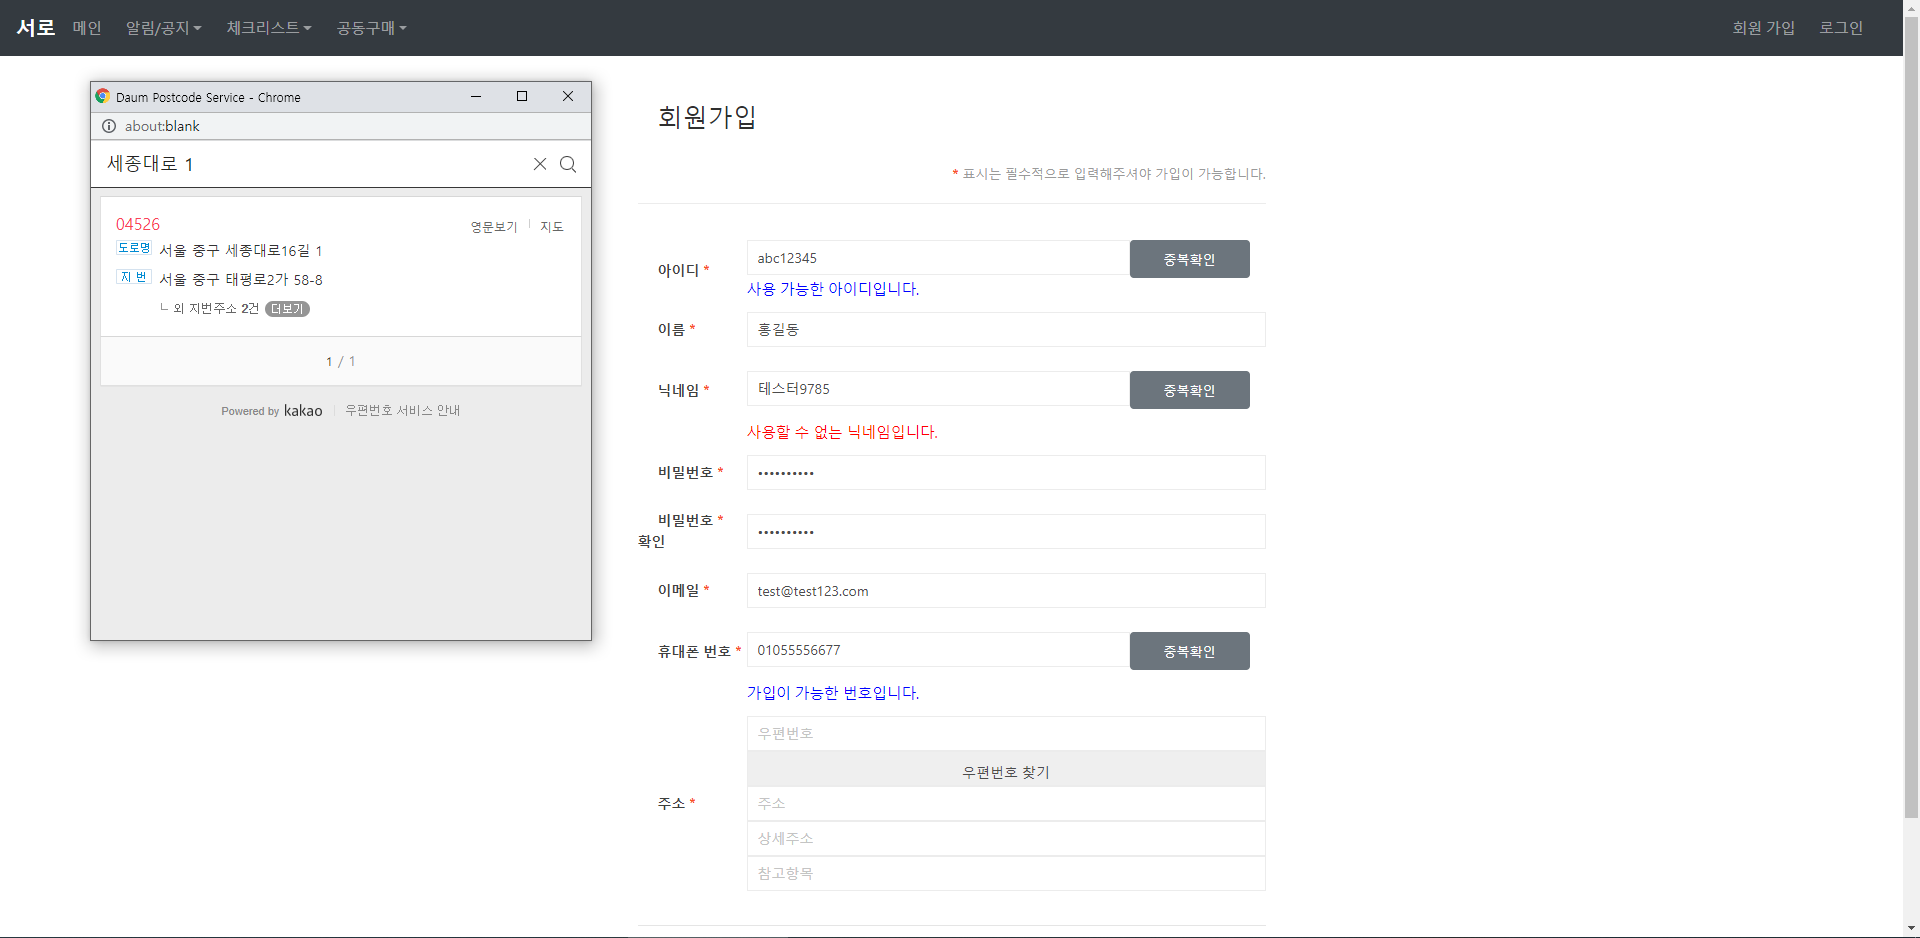 서로 메인 알림/공지 체크리스트 공동구매 회원 가입 로그인
Daum Postcode Service - Chrome
about:blank
세종대로 1
04526 영문보기 지도
도로명 서울 중구 세종대로16길 1
지 번 서울 중구 태평로2가 58-8
└ 외 지번주소 2건 더보기
1 / 1
Powered by kakao 우편번호 서비스 안내
회원가입
* 표시는 필수적으로 입력해주셔야 가입이 가능합니다.
아이디 * abc12345 중복확인
사용 가능한 아이디입니다.
이름 * 홍길동
닉네임 * 테스터9785 중복확인
사용할 수 없는 닉네임입니다.
비밀번호 * ••••••••••
비밀번호 *
확인 ••••••••••
이메일 * test@test123.com
휴대폰 번호 * 01055556677 중복확인
가입이 가능한 번호입니다.
우편번호
우편번호 찾기
주소 * 주소
상세주소
참고항목